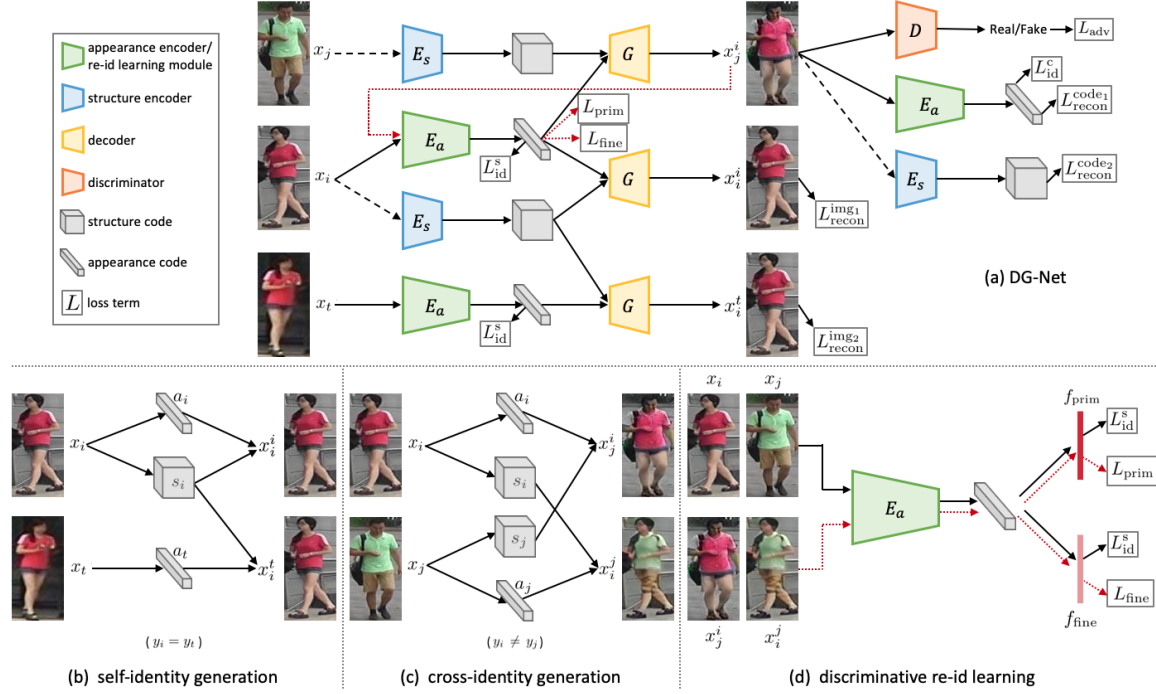 appearance encoder/
re-id learning module
structure encoder
decoder
discriminator
structure code
appearance code
L loss term
x_j
E_s
G
x_j^i
D
Real/Fake
L_adv
L_id^c
E_a
L_recon^code1
L_prim
L_fine
E_a
L_id^s
x_i
G
x_i^i
E_s
L_recon^code2
E_s
L_recon^img1
(a) DG-Net
x_t
E_a
G
x_i^t
L_id^s
L_recon^img2
x_i
a_i
s_i
x_i^i
x_t
a_t
x_i^t
(y_i = y_t)
(b) self-identity generation
x_i
a_i
s_i
x_j^i
x_j
s_j
a_j
x_i^j
(y_i ≠ y_j)
(c) cross-identity generation
x_i x_j
f_prim
L_id^s
L_prim
E_a
L_id^s
L_fine
f_fine
x_j^i x_i^j
(d) discriminative re-id learning